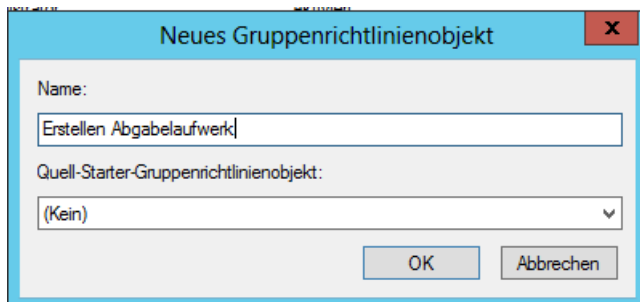 Neues Gruppenrichtlinienobjekt
x
Name:
Erstellen Abgabelaufwerk
Quell-Starter-Gruppenrichtlinienobjekt:
(Kein)
OK Abbrechen